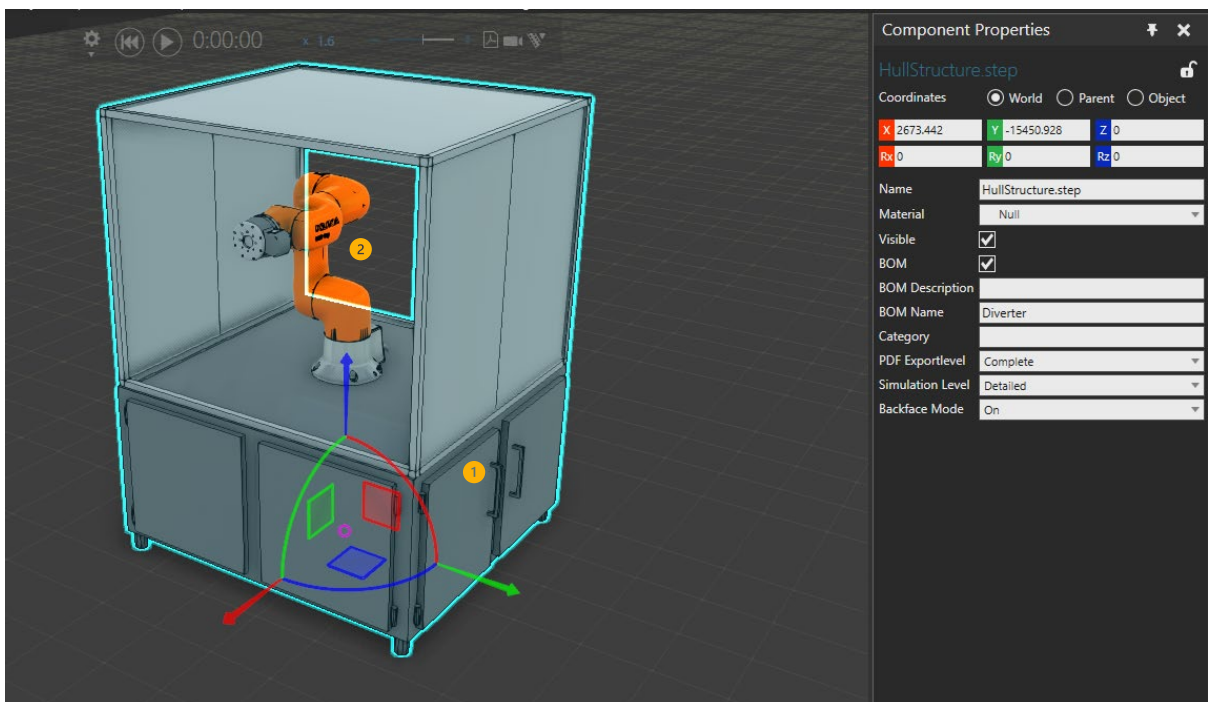 0:00:00
x 1.6
2
1
Component Properties
HullStructure.step
Coordinates World Parent Object
X 2673.442 Y -15450.928 Z 0
Rx 0 Ry 0 Rz 0
Name HullStructure.step
Material Null
Visible
BOM
BOM Description
BOM Name Diverter
Category
PDF Exportlevel Complete
Simulation Level Detailed
Backface Mode On